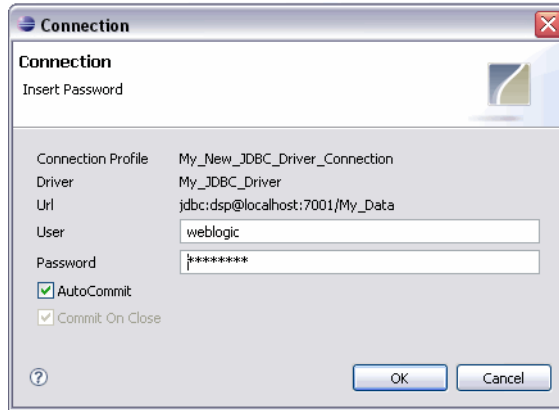 Connection
Connection
Insert Password
Connection Profile My_New_JDBC_Driver_Connection
Driver My_JDBC_Driver
Url jdbc:dsp@localhost:7001/My_Data
User weblogic
Password ********
AutoCommit
Commit On Close
?
OK Cancel